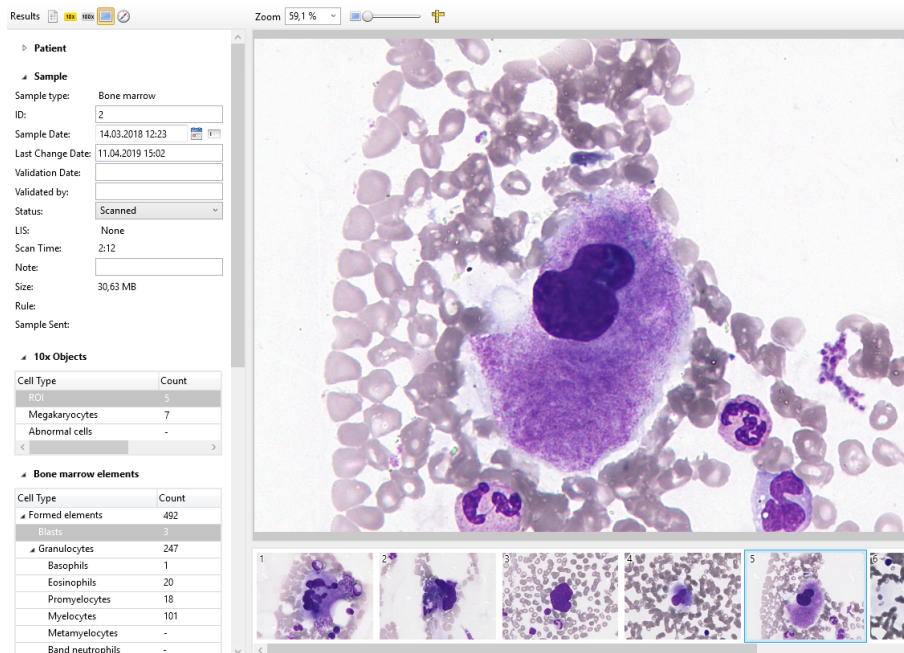 Results 10x 100x Zoom 59,1 %
Patient
Sample
Sample type: Bone marrow
ID: 2
Sample Date: 14.03.2018 12:23
Last Change Date: 11.04.2019 15:02
Validation Date:
Validated by:
Status: Scanned
LIS: None
Scan Time: 2:12
Note:
Size: 30,63 MB
Rule:
Sample Sent:
10x Objects
Cell Type Count
ROI 5
Megakaryocytes 7
Abnormal cells -
Bone marrow elements
Cell Type Count
Formed elements 492
Blasts 3
Granulocytes 247
Basophils 1
Eosinophils 20
Promyelocytes 18
Myelocytes 101
Metamyelocytes -
Band neutrophils -
1 2 3 4 5 6